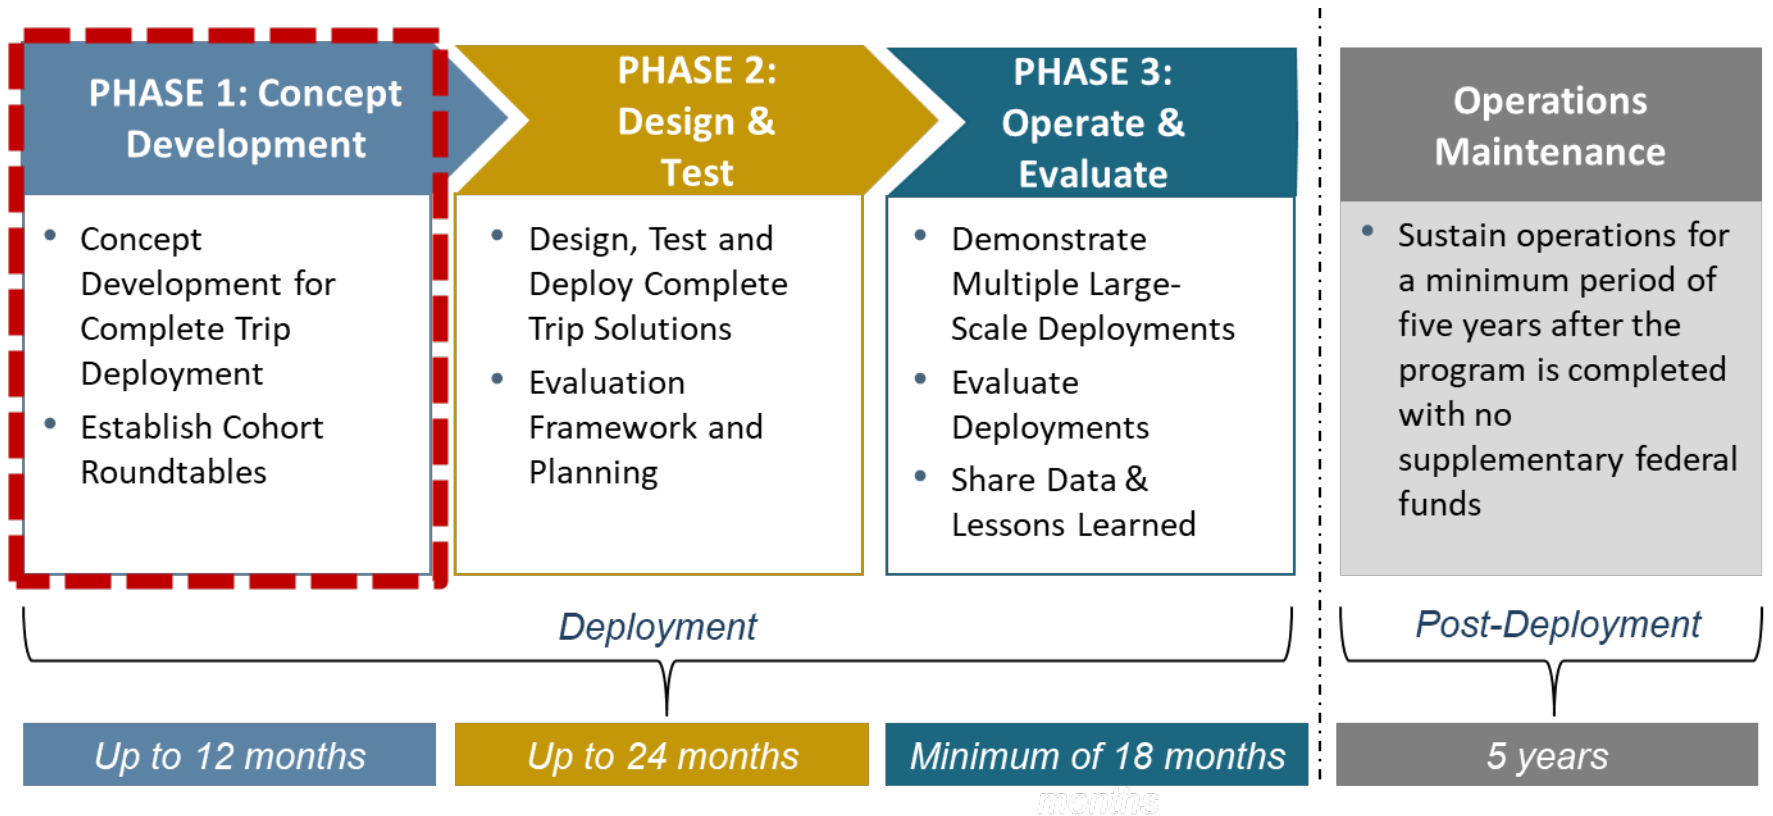 PHASE 1: Concept
Development
• Concept
Development for
Complete Trip
Deployment
• Establish Cohort
Roundtables
PHASE 2:
Design &
Test
• Design, Test and
Deploy Complete
Trip Solutions
• Evaluation
Framework and
Planning
PHASE 3:
Operate &
Evaluate
• Demonstrate
Multiple Large-
Scale Deployments
• Evaluate
Deployments
• Share Data &
Lessons Learned
Operations
Maintenance
• Sustain operations for
a minimum period of
five years after the
program is completed
with no
supplementary federal
funds
Deployment
Post-Deployment
Up to 12 months
Up to 24 months
Minimum of 18 months
months
5 years